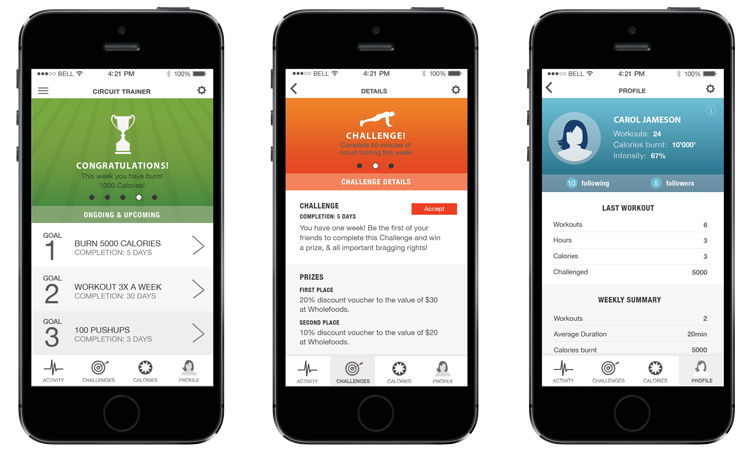 BELL 4:21 PM 100%
CIRCUIT TRAINER
CONGRATULATIONS!
This week you have burnt
1000 Calories!
ONGOING & UPCOMING
GOAL
1
BURN 5000 CALORIES
COMPLETION: 5 DAYS
GOAL
2
WORKOUT 3X A WEEK
COMPLETION: 30 DAYS
GOAL
3
100 PUSHUPS
COMPLETION: 3 DAYS
ACTIVITY CHALLENGES CALORIES PROFILE
BELL 4:21 PM 100%
DETAILS
CHALLENGE!
Complete 60 minutes of
circuit training this week!
CHALLENGE DETAILS
CHALLENGE
Accept
COMPLETION: 5 DAYS
You have one week! Be the first of your
friends to complete this Challenge and win
a prize, & all important bragging rights!
PRIZES
FIRST PLACE
20% discount voucher to the value of $30
at Wholefoods.
SECOND PLACE
10% discount voucher to the value of $20
at Wholefoods.
ACTIVITY CHALLENGES CALORIES PROFILE
BELL 4:21 PM 100%
PROFILE
i
CAROL JAMESON
Workouts: 24
Calories burnt: 10'000'
Intensity: 67%
10 following 5 followers
LAST WORKOUT
Workouts 6
Hours 3
Calories 3
Challenged 5000
WEEKLY SUMMARY
Workouts 2
Average Duration 20min
Calories burnt 5000
ACTIVITY CHALLENGES CALORIES PROFILE